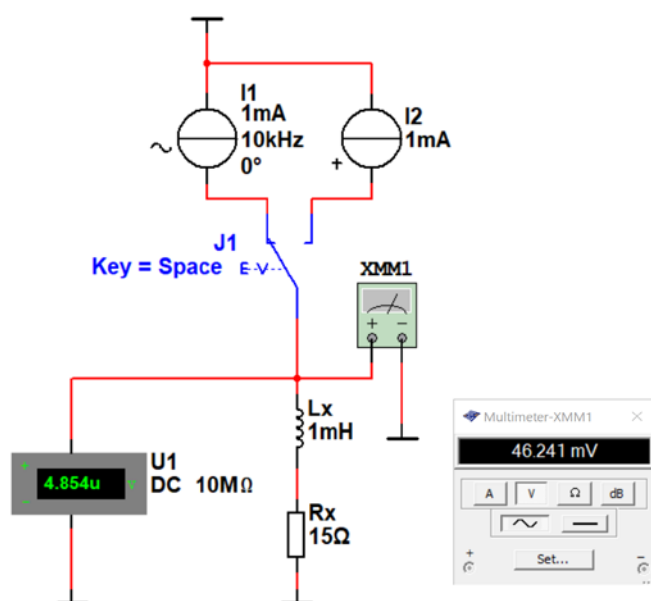 I1
1mA
10kHz
0°
I2
1mA
+
J1
Key = Space
E-V
XMM1
+ −
Lx
1mH
+
4.854u
V
−
U1
DC 10MΩ
Rx
15Ω
Multimeter-XMM1
46.241 mV
A V Ω dB
+ Set... −